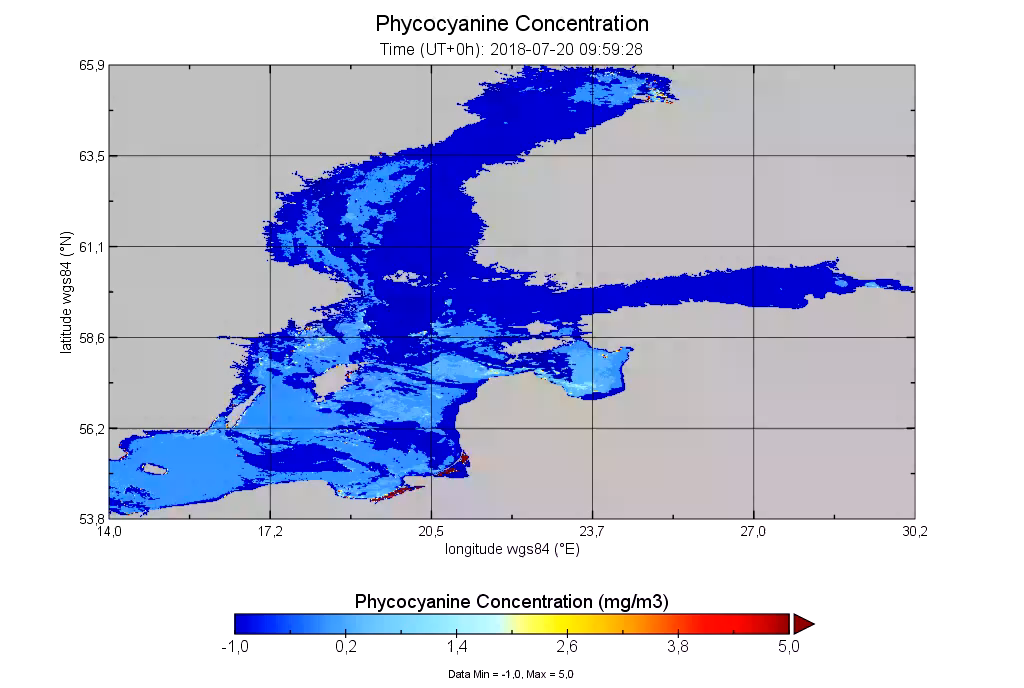 Phycocyanine Concentration
Time (UT+0h): 2018-07-20 09:59:28
65,9
63,5
61,1
58,6
56,2
53,8
latitude wgs84 (°N)
14,0 17,2 20,5 23,7 27,0 30,2
longitude wgs84 (°E)
Phycocyanine Concentration (mg/m3)
-1,0 0,2 1,4 2,6 3,8 5,0
Data Min = -1,0, Max = 5,0